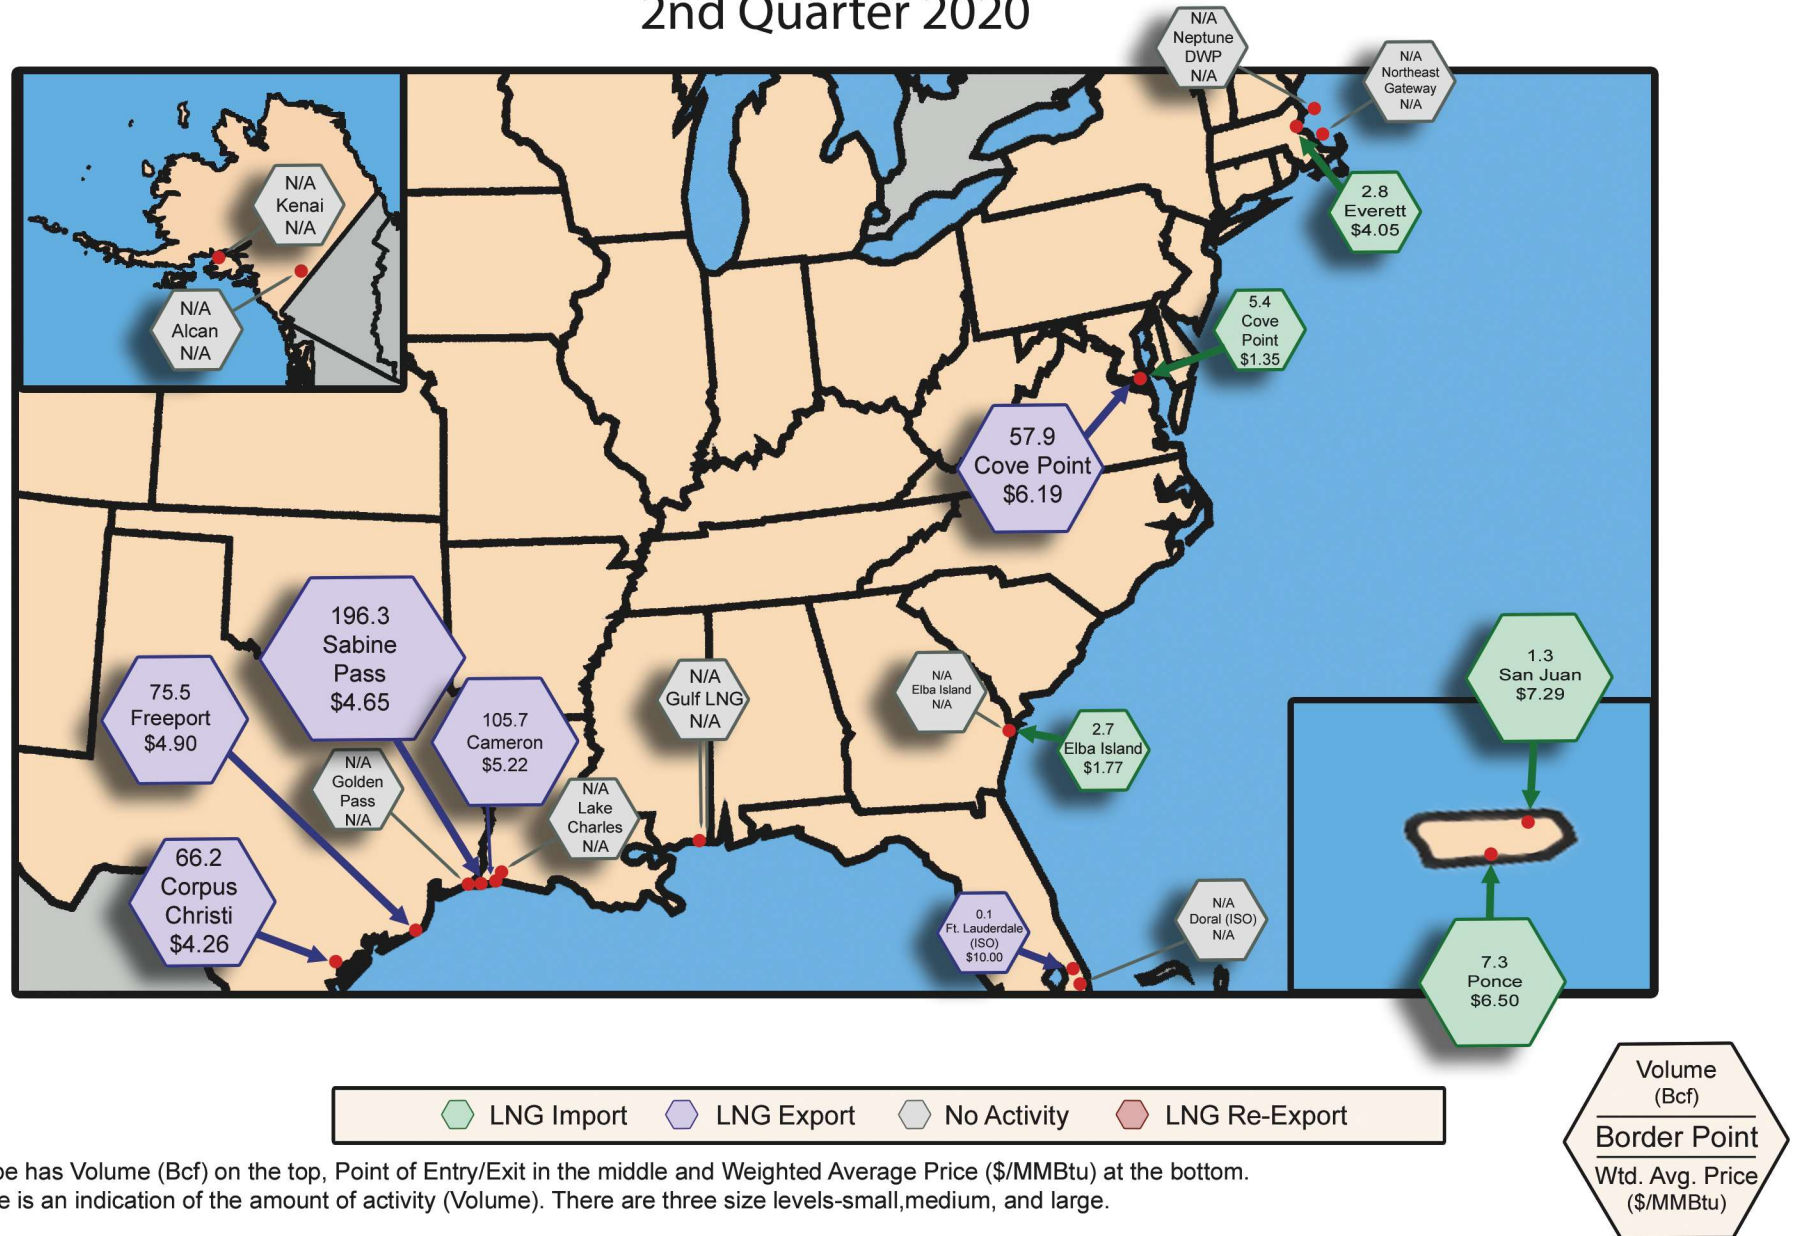 2nd Quarter 2020
N/A
Neptune
DWP
N/A
N/A
Northeast
Gateway
N/A
N/A
Kenai
N/A
2.8
Everett
$4.05
N/A
Alcan
N/A
5.4
Cove
Point
$1.35
57.9
Cove Point
$6.19
196.3
Sabine
Pass
$4.65
75.5
Freeport
$4.90
105.7
Cameron
$5.22
N/A
Gulf LNG
N/A
N/A
Elba Island
N/A
2.7
Elba Island
$1.77
1.3
San Juan
$7.29
N/A
Golden
Pass
N/A
N/A
Lake
Charles
N/A
66.2
Corpus
Christi
$4.26
0.1
Ft. Lauderdale
(ISO)
$10.00
N/A
Doral (ISO)
N/A
7.3
Ponce
$6.50
LNG Import
LNG Export
No Activity
LNG Re-Export
Volume
(Bcf)
Border Point
Wtd. Avg. Price
($/MMBtu)
has Volume (Bcf) on the top, Point of Entry/Exit in the middle and Weighted Average Price ($/MMBtu) at the bottom.
is an indication of the amount of activity (Volume). There are three size levels-small,medium, and large.